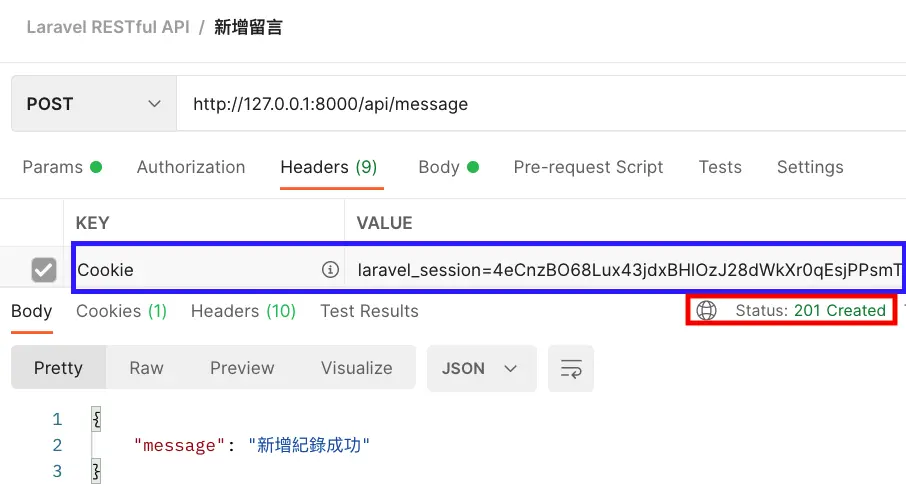 Laravel RESTful API / 新增留言
POST http://127.0.0.1:8000/api/message
Params Authorization Headers (9) Body Pre-request Script Tests Settings
KEY VALUE
Cookie laravel_session=4eCnzBO68Lux43jdxBHlOzJ28dWkXr0qEsjPPsmT
Body Cookies (1) Headers (10) Test Results Status: 201 Created
Pretty Raw Preview Visualize JSON
1 {
2 "message": "新增紀錄成功"
3 }